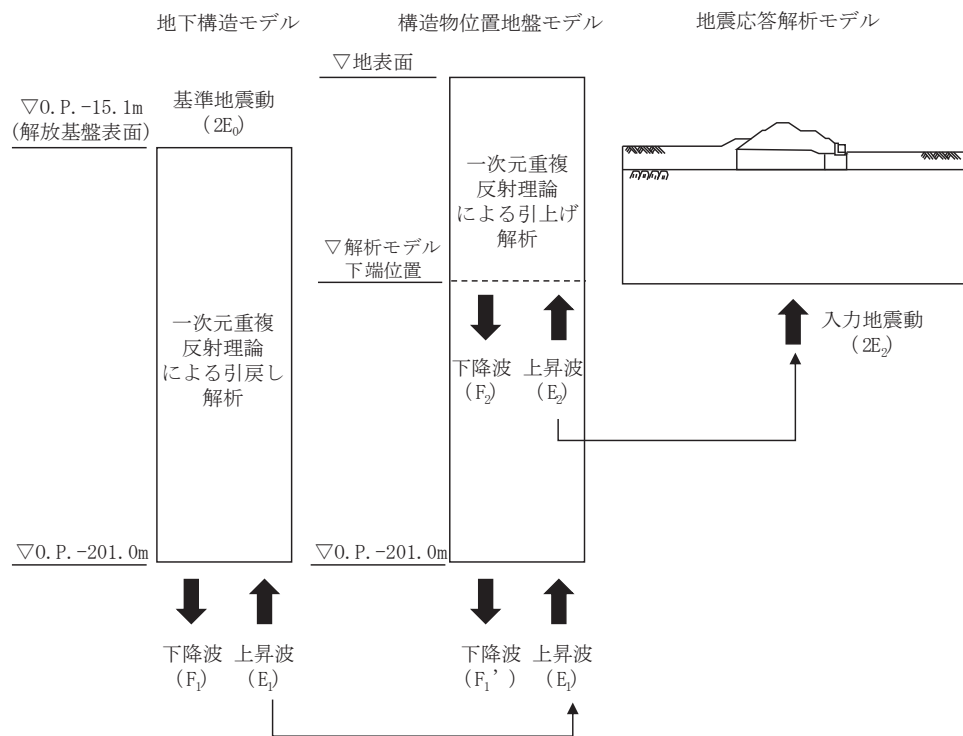 地下構造モデル
▽O.P.-15.1m
(解放基盤表面)
基準地震動
(2E₀)
一次元重複
反射理論
による引戻し
解析
▽O.P.-201.0m
下降波
(F₁)
上昇波
(E₁)
構造物位置地盤モデル
▽地表面
一次元重複
反射理論
による引上げ
解析
▽解析モデル
下端位置
下降波
(F₂)
上昇波
(E₂)
▽O.P.-201.0m
下降波
(F₁’)
上昇波
(E₁)
地震応答解析モデル
入力地震動
(2E₂)